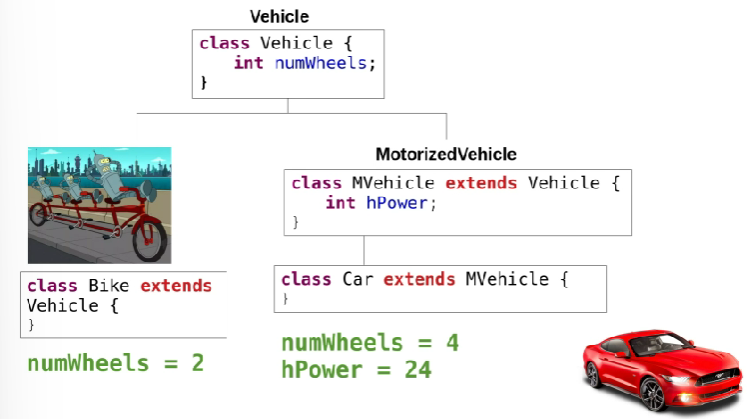 Vehicle
class Vehicle {
int numWheels;
}
MotorizedVehicle
class MVehicle extends Vehicle {
int hPower;
}
class Bike extends
Vehicle {
}
numWheels = 2
class Car extends MVehicle {
}
numWheels = 4
hPower = 24